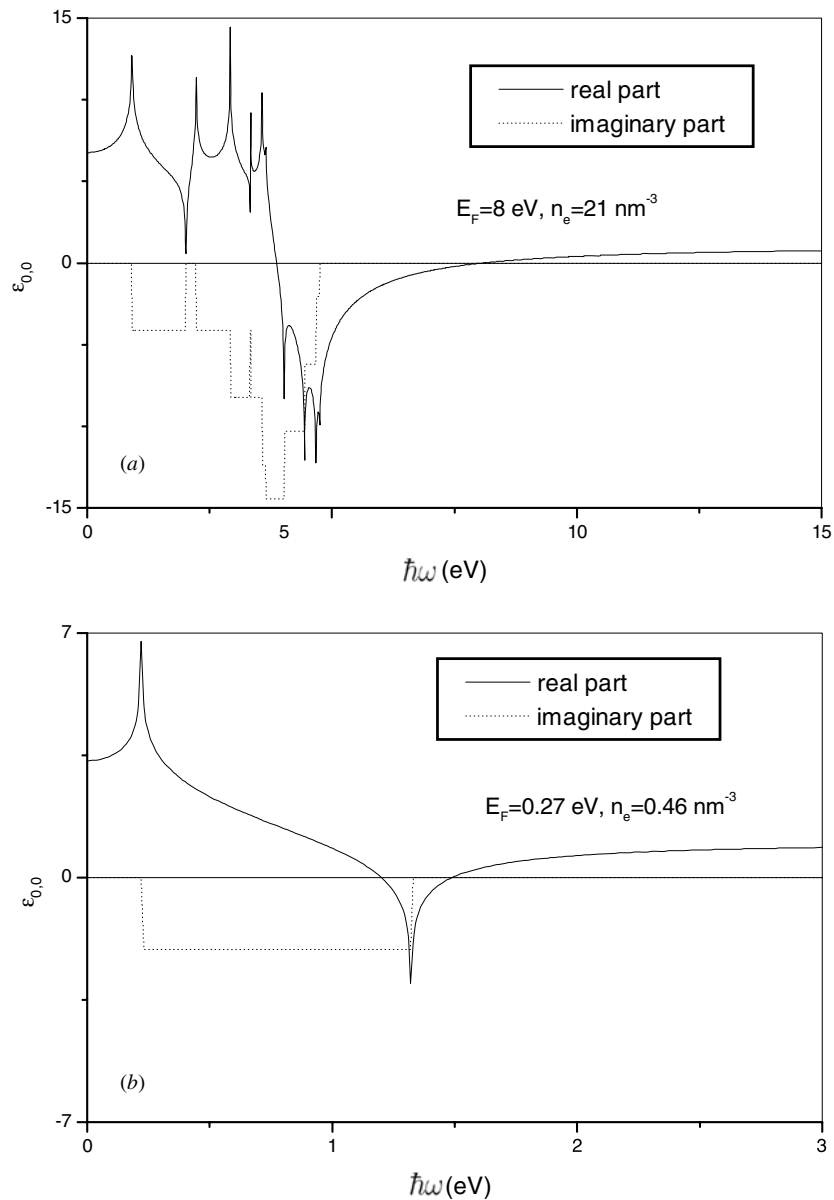 15
real part
imaginary part
E_F=8 eV, n_e=21 nm^-3
0
ε_0,0
(a)
-15
0 5 10 15
ħω (eV)
7
real part
imaginary part
E_F=0.27 eV, n_e=0.46 nm^-3
0
ε_0,0
(b)
-7
0 1 2 3
ħω (eV)